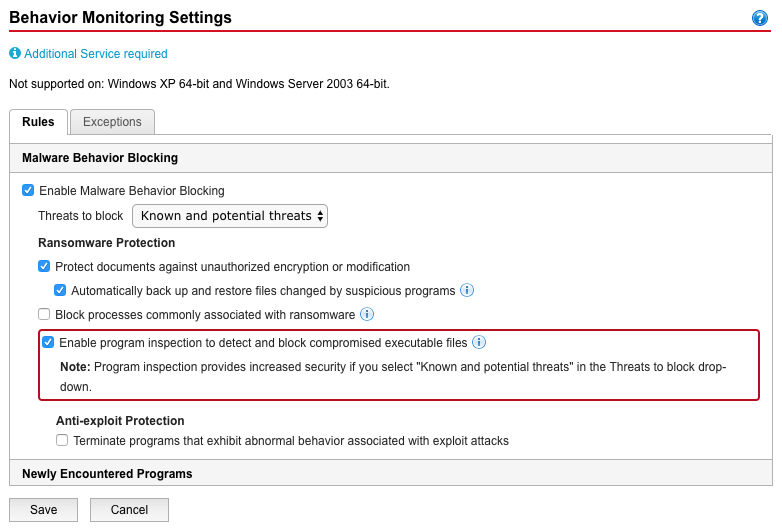 Behavior Monitoring Settings
Additional Service required
Not supported on: Windows XP 64-bit and Windows Server 2003 64-bit.
Rules
Exceptions
Malware Behavior Blocking
Enable Malware Behavior Blocking
Threats to block Known and potential threats
Ransomware Protection
Protect documents against unauthorized encryption or modification
Automatically back up and restore files changed by suspicious programs
Block processes commonly associated with ransomware
Enable program inspection to detect and block compromised executable files
Note: Program inspection provides increased security if you select "Known and potential threats" in the Threats to block drop-
down.
Anti-exploit Protection
Terminate programs that exhibit abnormal behavior associated with exploit attacks
Newly Encountered Programs
Save Cancel